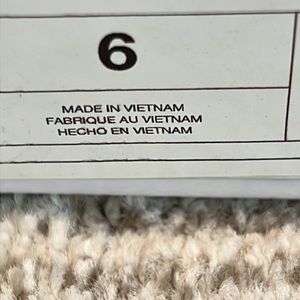 6
MADE IN VIETNAM
FABRIQUE AU VIETNAM
HECHO EN VIETNAM